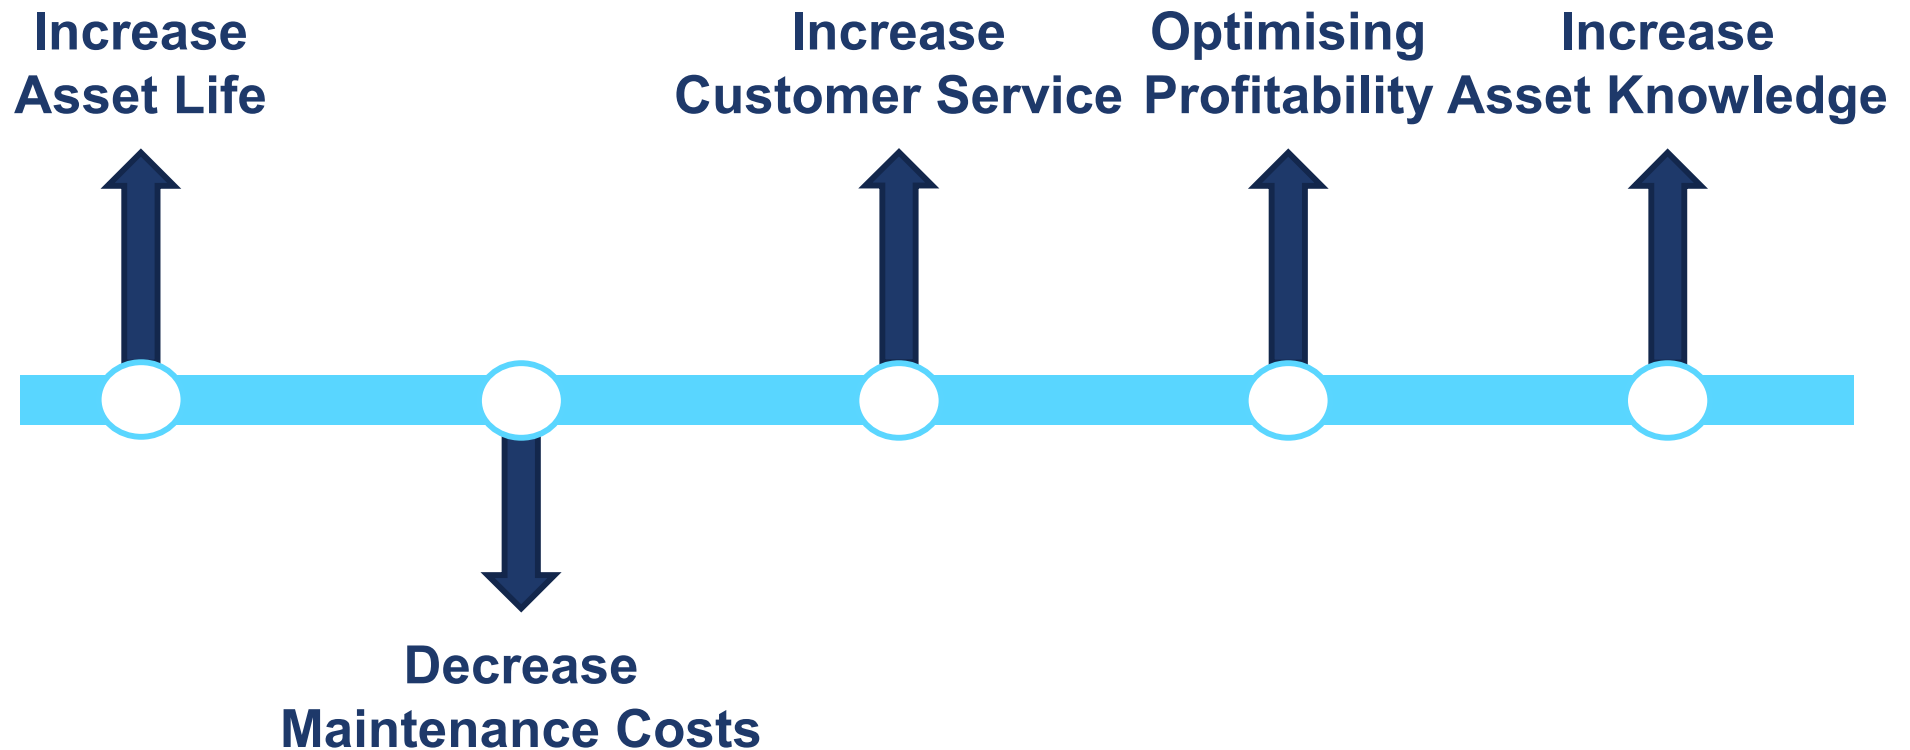 Increase
Asset Life
Decrease
Maintenance Costs
Increase
Customer Service
Optimising
Profitability
Increase
Asset Knowledge